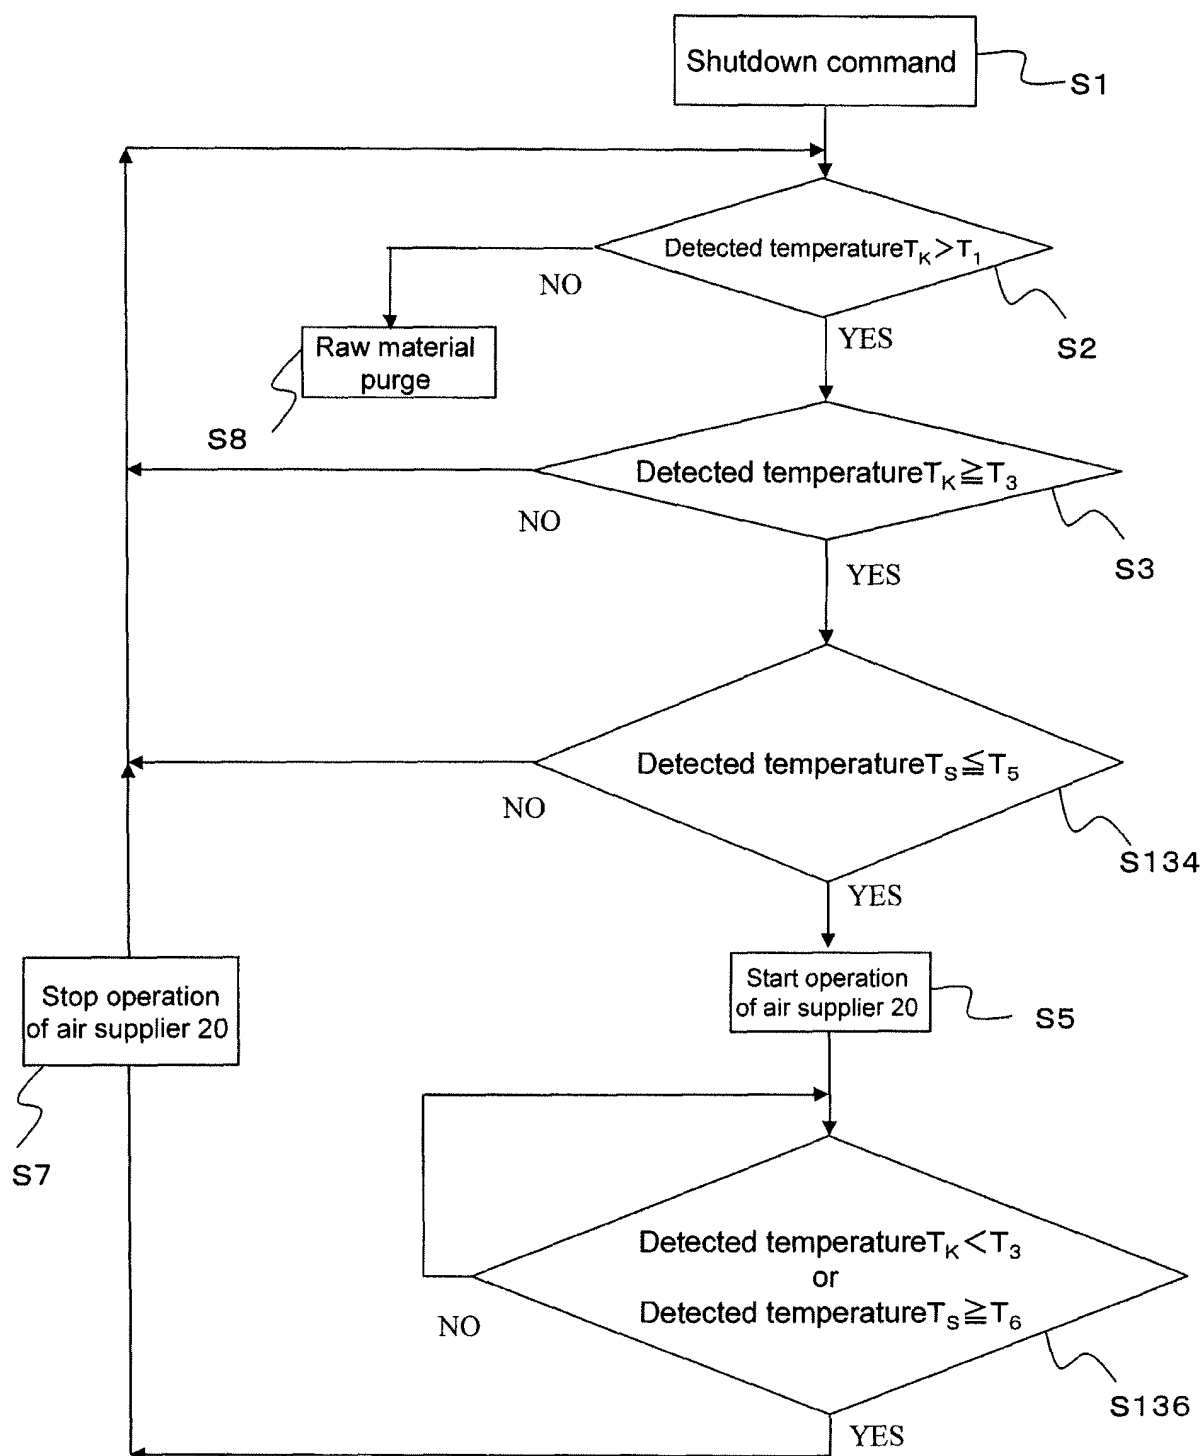 Shutdown command
S1
Detected temperatureT_K>T_1
NO
S2
YES
Raw material
purge
S8
Detected temperatureT_K≧T_3
NO
S3
YES
Detected temperatureT_S≦T_5
NO
S134
YES
Stop operation
of air supplier 20
Start operation
of air supplier 20
S5
S7
Detected temperatureT_K<T_3
or
Detected temperatureT_S≧T_6
NO
S136
YES